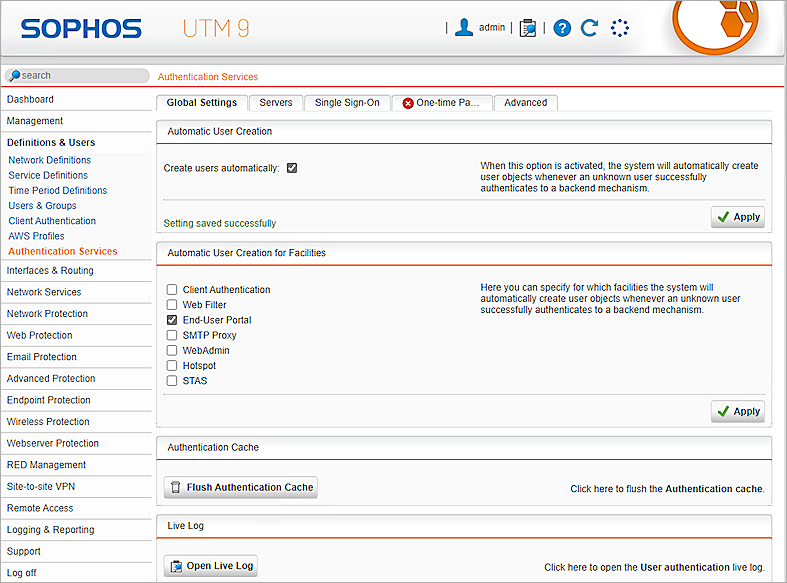 SOPHOS UTM 9
admin
search
Authentication Services
Dashboard
Management
Definitions & Users
Network Definitions
Service Definitions
Time Period Definitions
Users & Groups
Client Authentication
AWS Profiles
Authentication Services
Interfaces & Routing
Network Services
Network Protection
Web Protection
Email Protection
Advanced Protection
Endpoint Protection
Wireless Protection
Webserver Protection
RED Management
Site-to-site VPN
Remote Access
Logging & Reporting
Support
Log off
Global Settings
Servers
Single Sign-On
One-time Pa...
Advanced
Automatic User Creation
Create users automatically:
When this option is activated, the system will automatically create
user objects whenever an unknown user successfully
authenticates to a backend mechanism.
Setting saved successfully
Apply
Automatic User Creation for Facilities
Client Authentication
Web Filter
End-User Portal
SMTP Proxy
WebAdmin
Hotspot
STAS
Here you can specify for which facilities the system will
automatically create user objects whenever an unknown user
successfully authenticates to a backend mechanism.
Apply
Authentication Cache
Flush Authentication Cache
Click here to flush the Authentication cache.
Live Log
Open Live Log
Click here to open the User authentication live log.